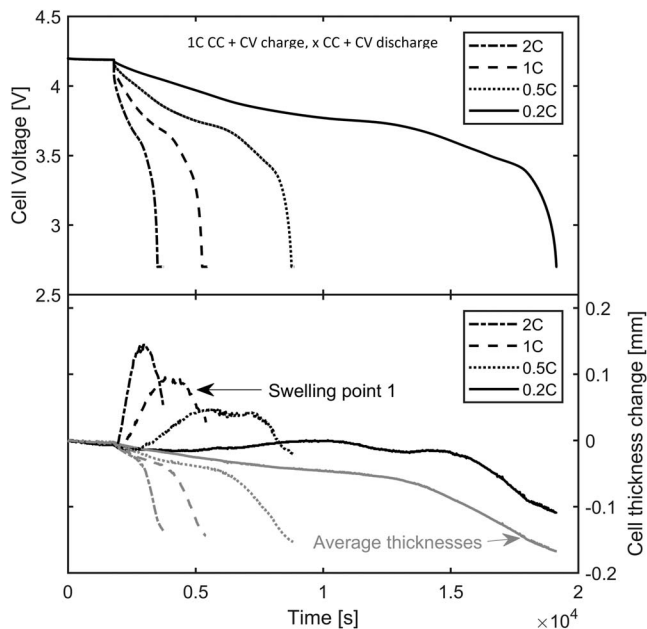 4.5
1C CC + CV charge, x CC + CV discharge
2C
1C
0.5C
0.2C
4
3.5
3
2.5
Cell Voltage [V]
0.2
2C
1C
0.5C
0.2C
0.1
Swelling point 1
0
-0.1
Average thicknesses
-0.2
Cell thickness change [mm]
0
0.5
1
1.5
2
Time [s]
×10⁴